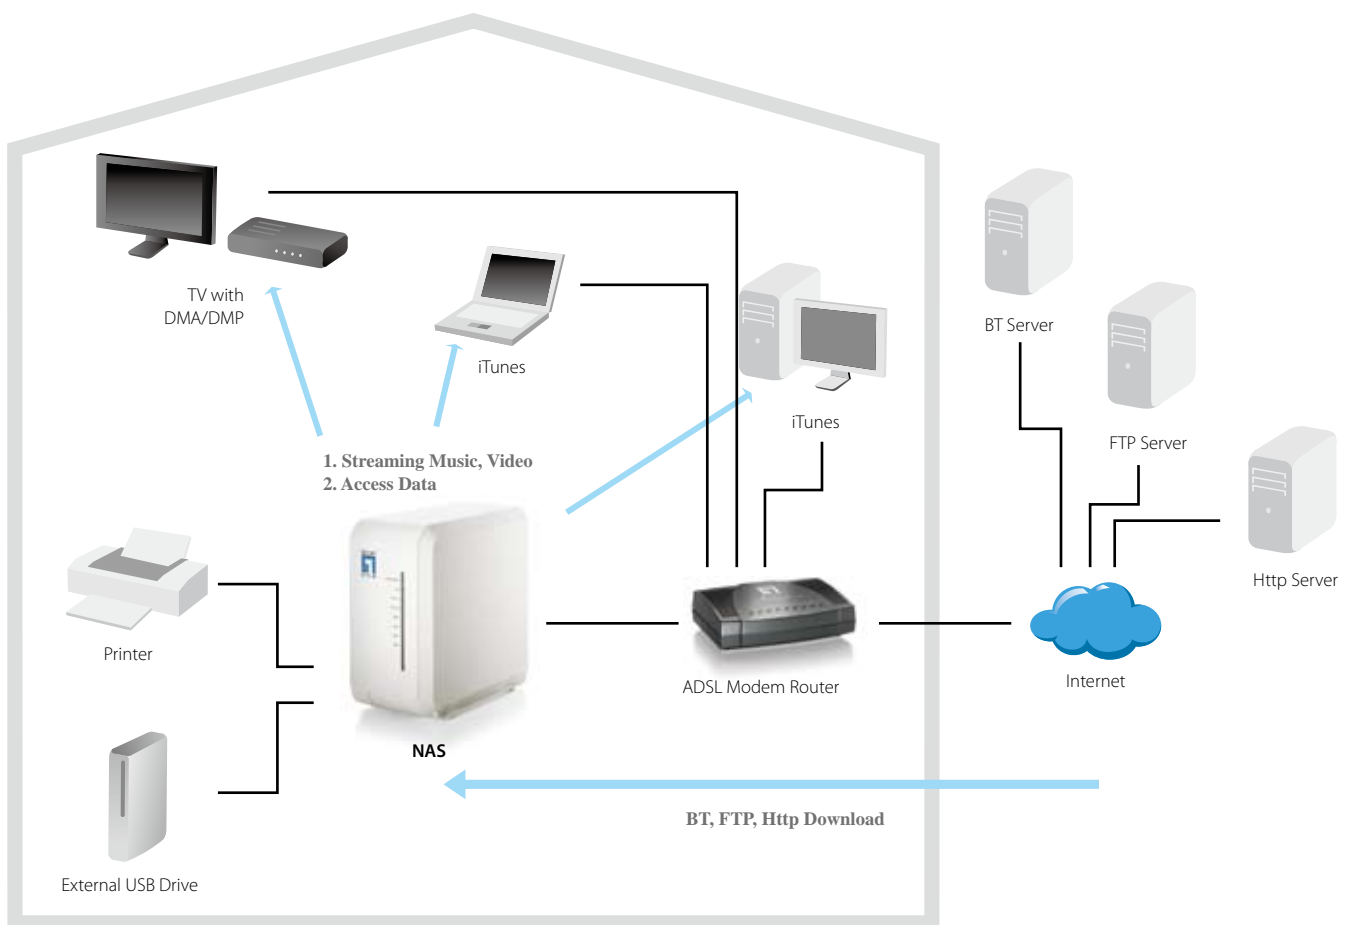 TV with
DMA/DMP
iTunes
iTunes
BT Server
FTP Server
Http Server
1. Streaming Music, Video
2. Access Data
Printer
NAS
ADSL Modem Router
Internet
BT, FTP, Http Download
External USB Drive